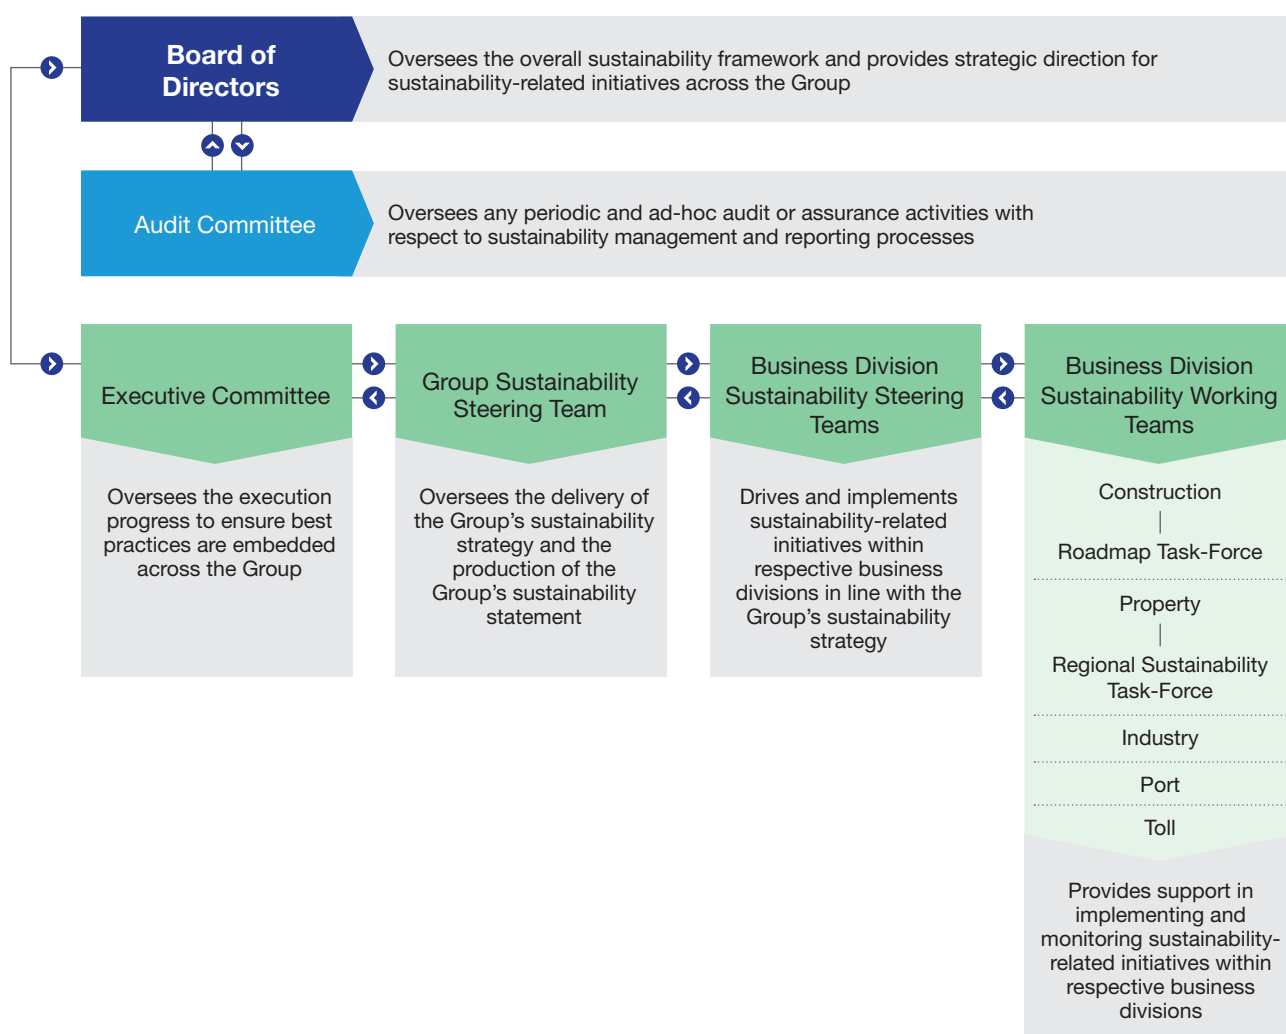 Board of
Directors
Oversees the overall sustainability framework and provides strategic direction for
sustainability-related initiatives across the Group
Audit Committee
Oversees any periodic and ad-hoc audit or assurance activities with
respect to sustainability management and reporting processes
Executive Committee
Oversees the execution
progress to ensure best
practices are embedded
across the Group
Group Sustainability
Steering Team
Oversees the delivery of
the Group’s sustainability
strategy and the
production of the
Group’s sustainability
statement
Business Division
Sustainability Steering
Teams
Drives and implements
sustainability-related
initiatives within
respective business
divisions in line with the
Group’s sustainability
strategy
Business Division
Sustainability Working
Teams
Construction
Roadmap Task-Force
Property
Regional Sustainability
Task-Force
Industry
Port
Toll
Provides support in
implementing and
monitoring sustainability-
related initiatives within
respective business
divisions